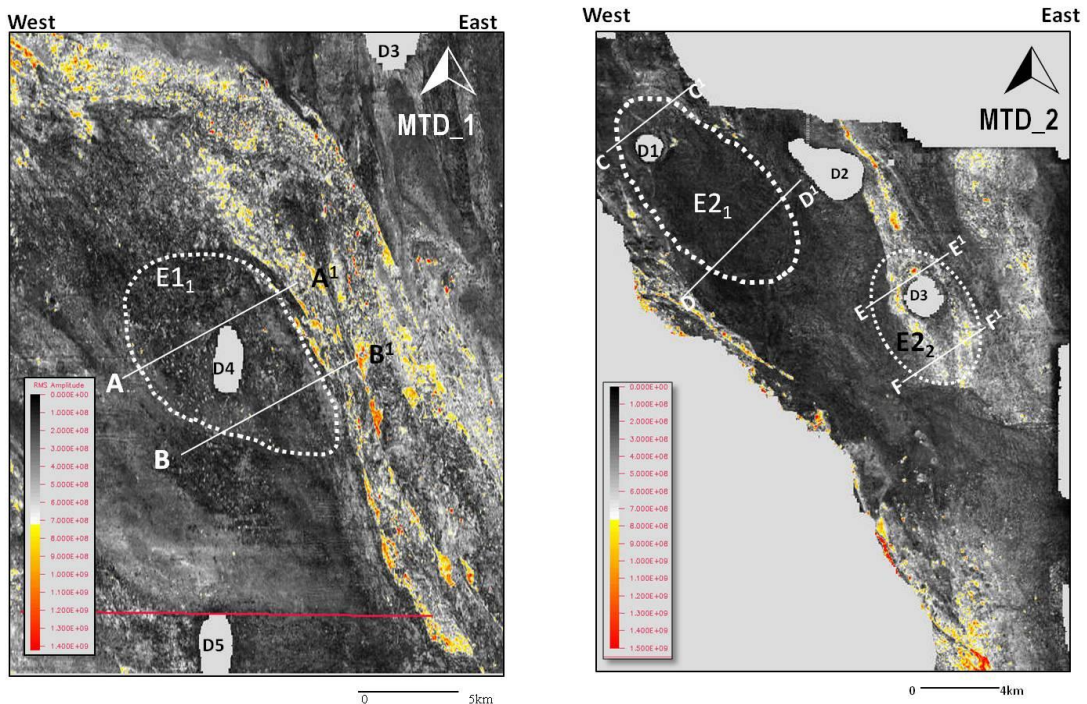 West
East
D3
MTD_1
E1₁
A¹
D4
B¹
A
B
RMS Amplitude
0.000E+00
1.000E+08
2.000E+08
3.000E+08
4.000E+08
5.000E+08
6.000E+08
7.000E+08
8.000E+08
9.000E+08
1.000E+09
1.100E+09
1.200E+09
1.300E+09
1.400E+09
D5
0 5km
West
East
MTD_2
C¹
D1
C
D2
D¹
E2₁
D
E¹
D3
E
F¹
E2₂
F
0.000E+00
1.000E+08
2.000E+08
3.000E+08
4.000E+08
5.000E+08
6.000E+08
7.000E+08
8.000E+08
9.000E+08
1.000E+09
1.100E+09
1.200E+09
1.300E+09
1.400E+09
1.500E+09
0 4km